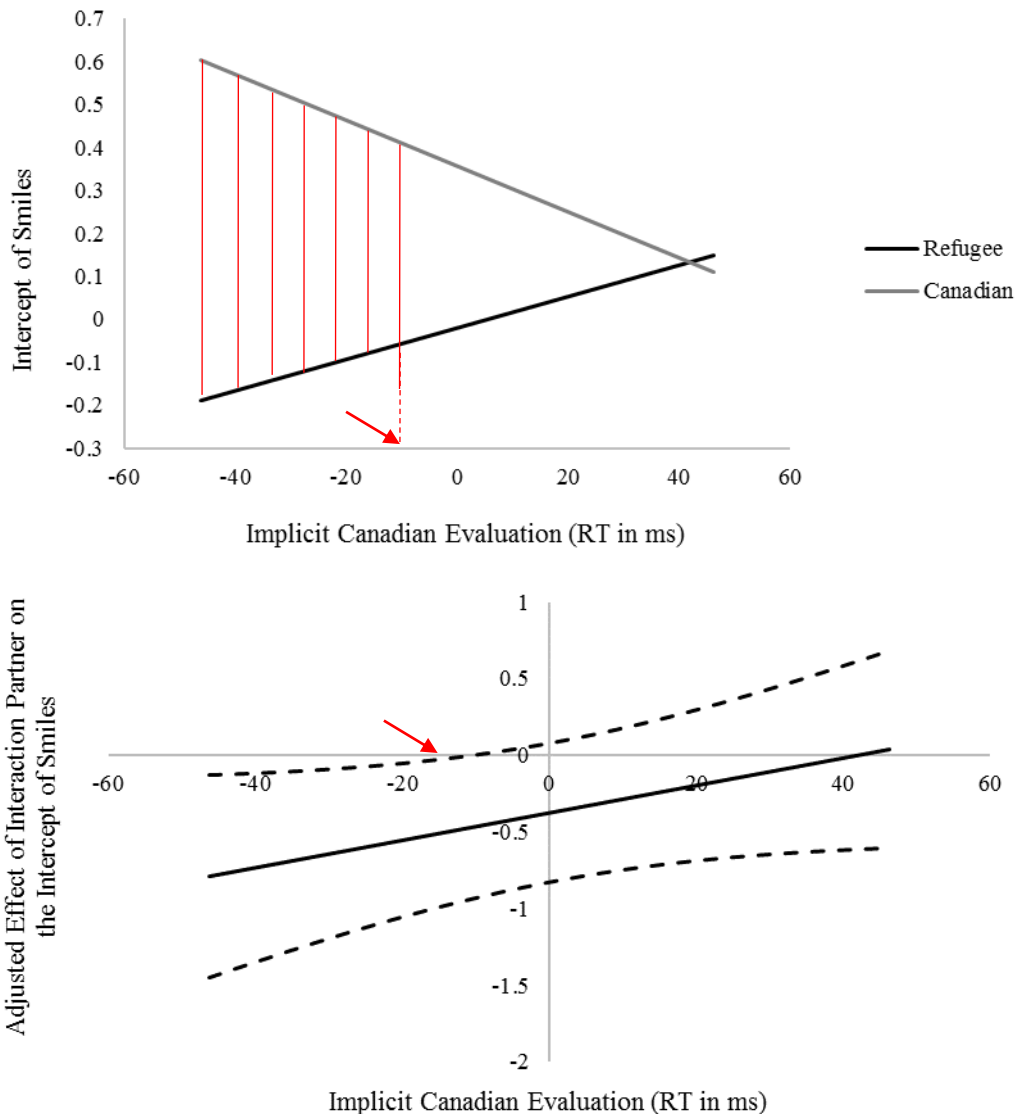 0.7
0.6
0.5
0.4
0.3
0.2
0.1
0
-0.1
-0.2
-0.3
Intercept of Smiles
-60 -40 -20 0 20 40 60
Implicit Canadian Evaluation (RT in ms)
Refugee
Canadian
Adjusted Effect of Interaction Partner on
the Intercept of Smiles
1
0.5
0
-60 -40 -20 0 20 40 60
-0.5
-1
-1.5
-2
Implicit Canadian Evaluation (RT in ms)